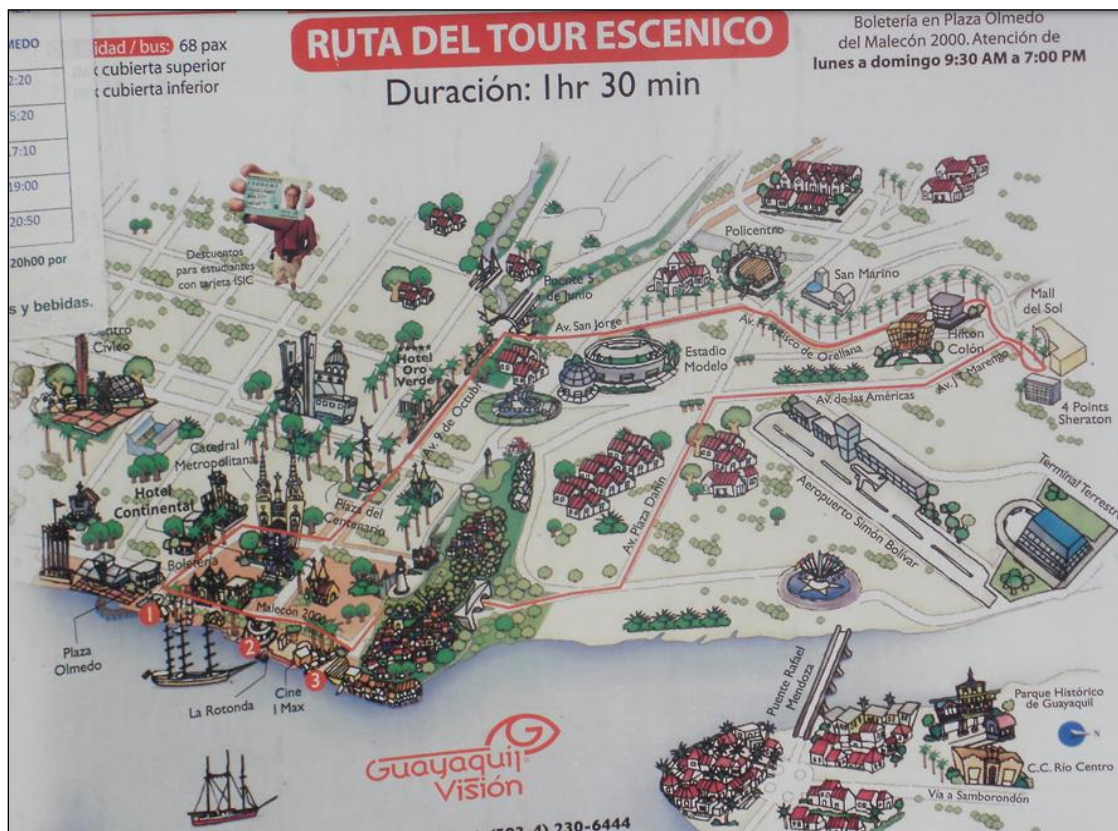 MEDO
2:20
5:20
17:10
19:00
20:50
20h00 por
s y bebidas.
idad / bus: 68 pax
x cubierta superior
x cubierta inferior
RUTA DEL TOUR ESCENICO
Duración: 1hr 30 min
Boletería en Plaza Olmedo
del Malecón 2000. Atención de
lunes a domingo 9:30 AM a 7:00 PM
Descuentos
para estudiantes
con tarjeta ISIC
Policentro
San Marino
Mall
del Sol
Puente 5
de Junio
Av. San Jorge
Av. Francisco de Orellana
Hilton
Colón
Av. J.T. Marengo
4 Points
Sheraton
Estadio
Modelo
Av. de las Américas
Centro
Cívico
Hotel
Oro
Verde
Av. 9 de Octubre
Catedral
Metropolitana
Plaza del
Centenario
Hotel
Continental
Av. Plaza Dañín
Aeropuerto Simón Bolívar
Terminal Terrestre
Boletería
Malecón 2000
1
2
3
Plaza
Olmedo
La Rotonda
Cine
I Max
Puente Rafael
Mendoza
Parque Histórico
de Guayaquil
N
C.C. Río Centro
Vía a Samborondón
Guayaquil
Visión
(593-4) 230-6444